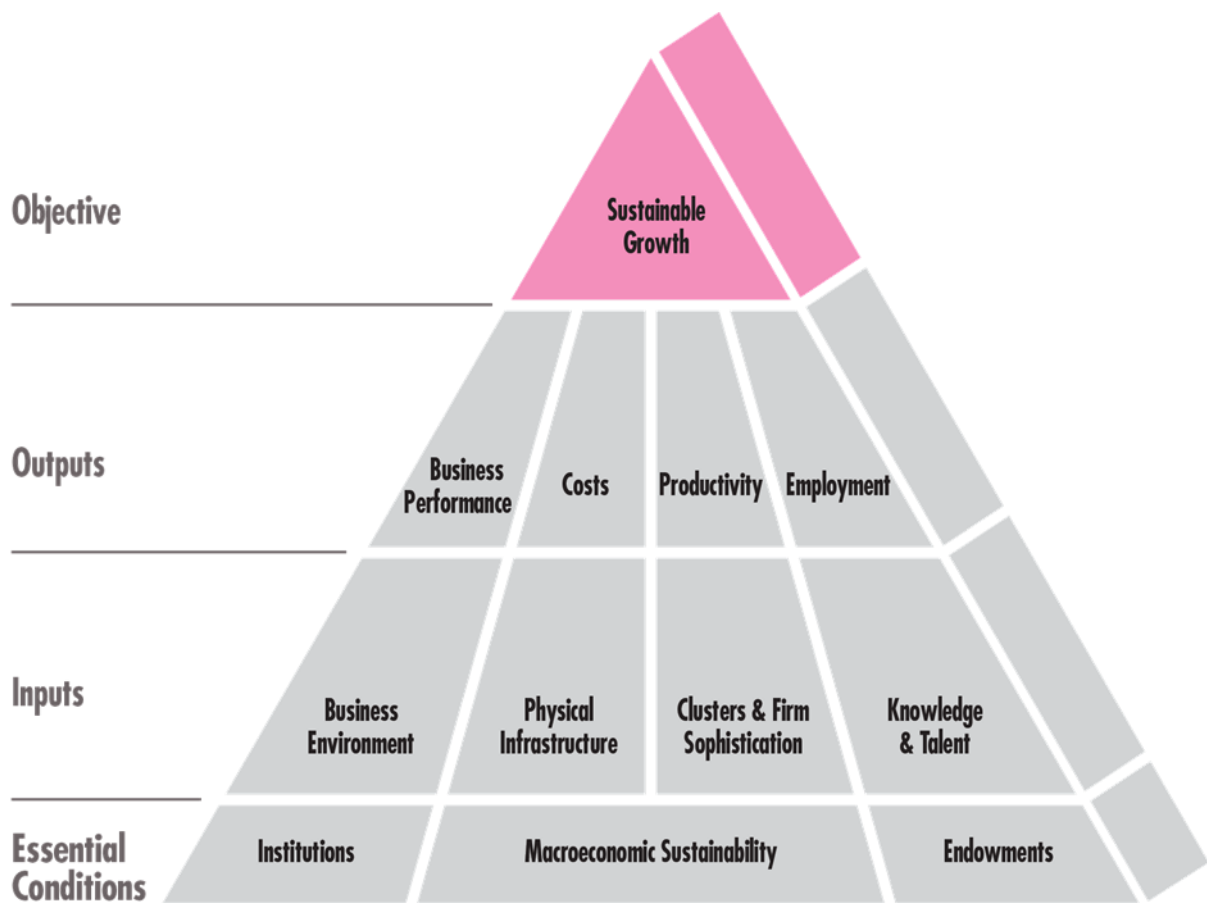 Objective
Sustainable
Growth
Outputs
Business
Performance
Costs
Productivity
Employment
Inputs
Business
Environment
Physical
Infrastructure
Clusters & Firm
Sophistication
Knowledge
& Talent
Essential
Conditions
Institutions
Macroeconomic Sustainability
Endowments